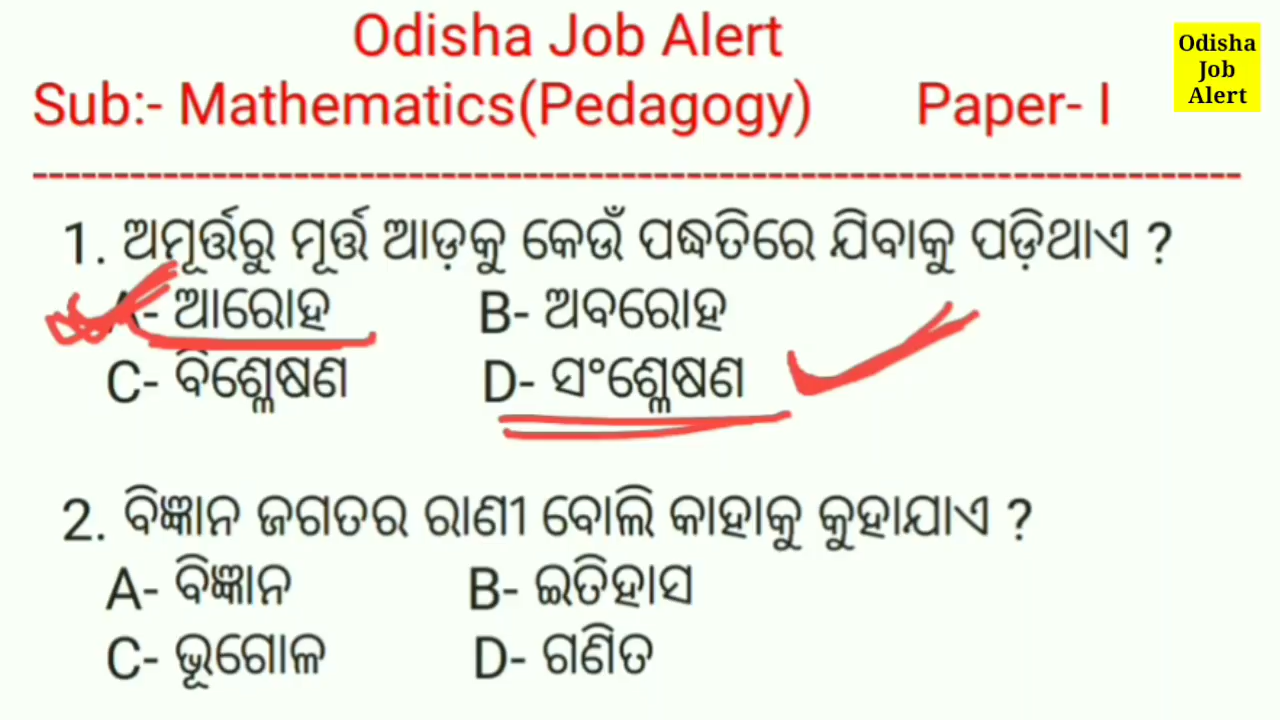 Odisha Job Alert
Odisha
Job
Alert
Sub:- Mathematics(Pedagogy) Paper- I
--------------------------------------------------------------------------------
1. ଅମୂର୍ତ୍ତରୁ ମୂର୍ତ୍ତ ଆଡ଼କୁ କେଉଁ ପଦ୍ଧତିରେ ଯିବାକୁ ପଡ଼ିଥାଏ ?
A- ଆରୋହ B- ଅବରୋହ
C- ବିଶ୍ଳେଷଣ D- ସଂଶ୍ଳେଷଣ
2. ବିଜ୍ଞାନ ଜଗତର ରାଣୀ ବୋଲି କାହାକୁ କୁହାଯାଏ ?
A- ବିଜ୍ଞାନ B- ଇତିହାସ
C- ଭୂଗୋଳ D- ଗଣିତ